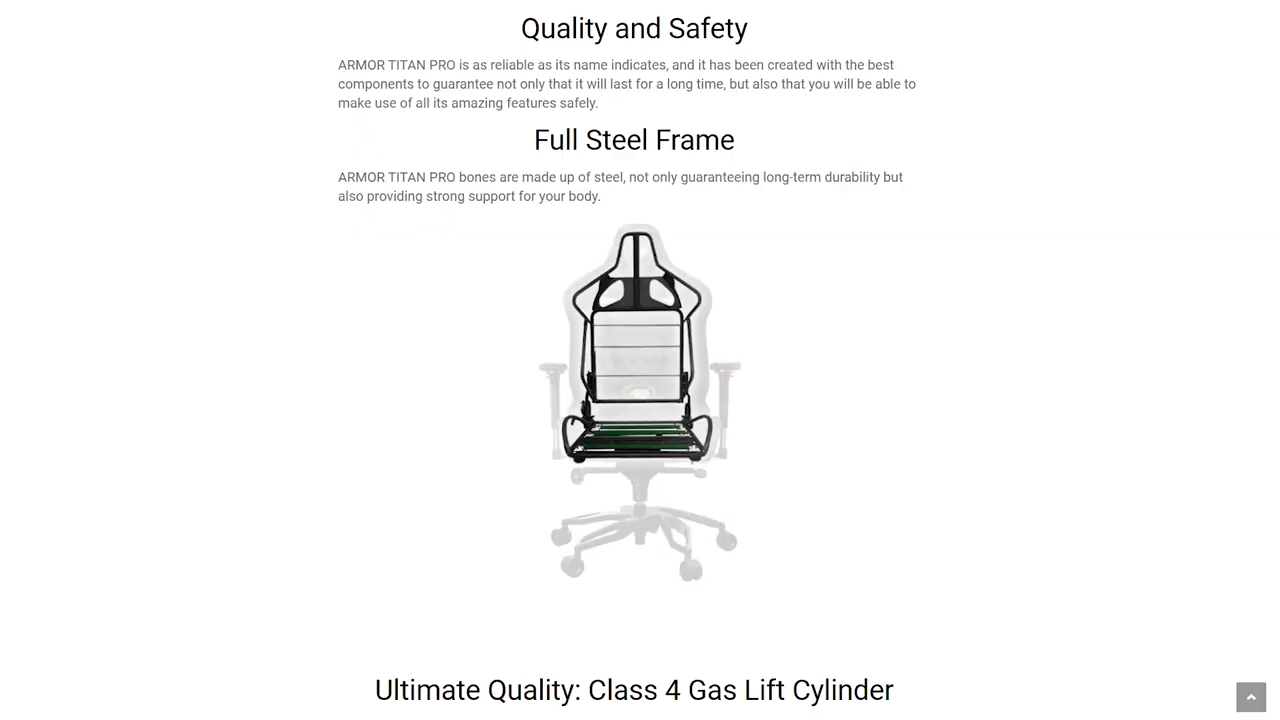 Quality and Safety
ARMOR TITAN PRO is as reliable as its name indicates, and it has been created with the best
components to guarantee not only that it will last for a long time, but also that you will be able to
make use of all its amazing features safely.
Full Steel Frame
ARMOR TITAN PRO bones are made up of steel, not only guaranteeing long-term durability but
also providing strong support for your body.
Ultimate Quality: Class 4 Gas Lift Cylinder